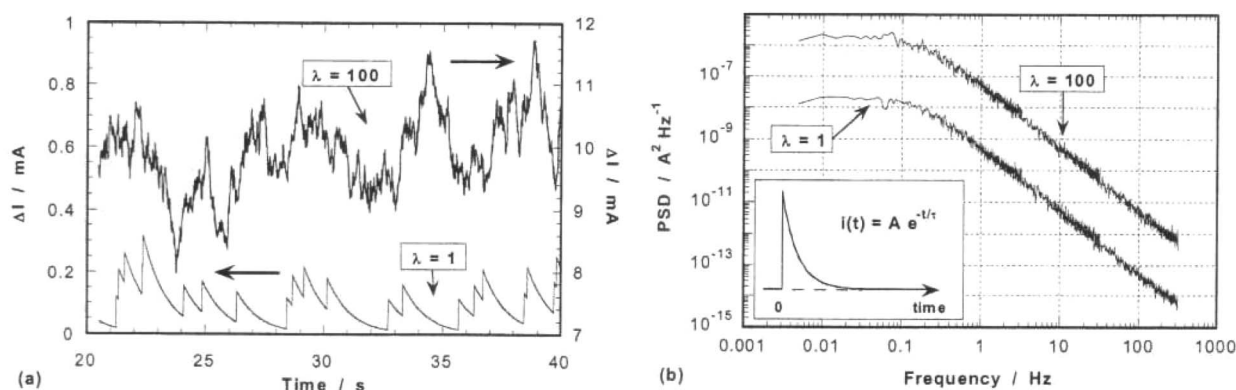 1
0.8
0.6
0.4
0.2
0
ΔI / mA
12
11
10
9
8
7
ΔI / mA
λ = 100
λ = 1
20
25
30
35
40
Time / s
(a)
10⁻⁷
10⁻⁹
10⁻¹¹
10⁻¹³
10⁻¹⁵
PSD / A² Hz⁻¹
λ = 100
λ = 1
i(t) = A e⁻ᵗ/ᵗ
0
time
0.001
0.01
0.1
1
10
100
1000
Frequency / Hz
(b)